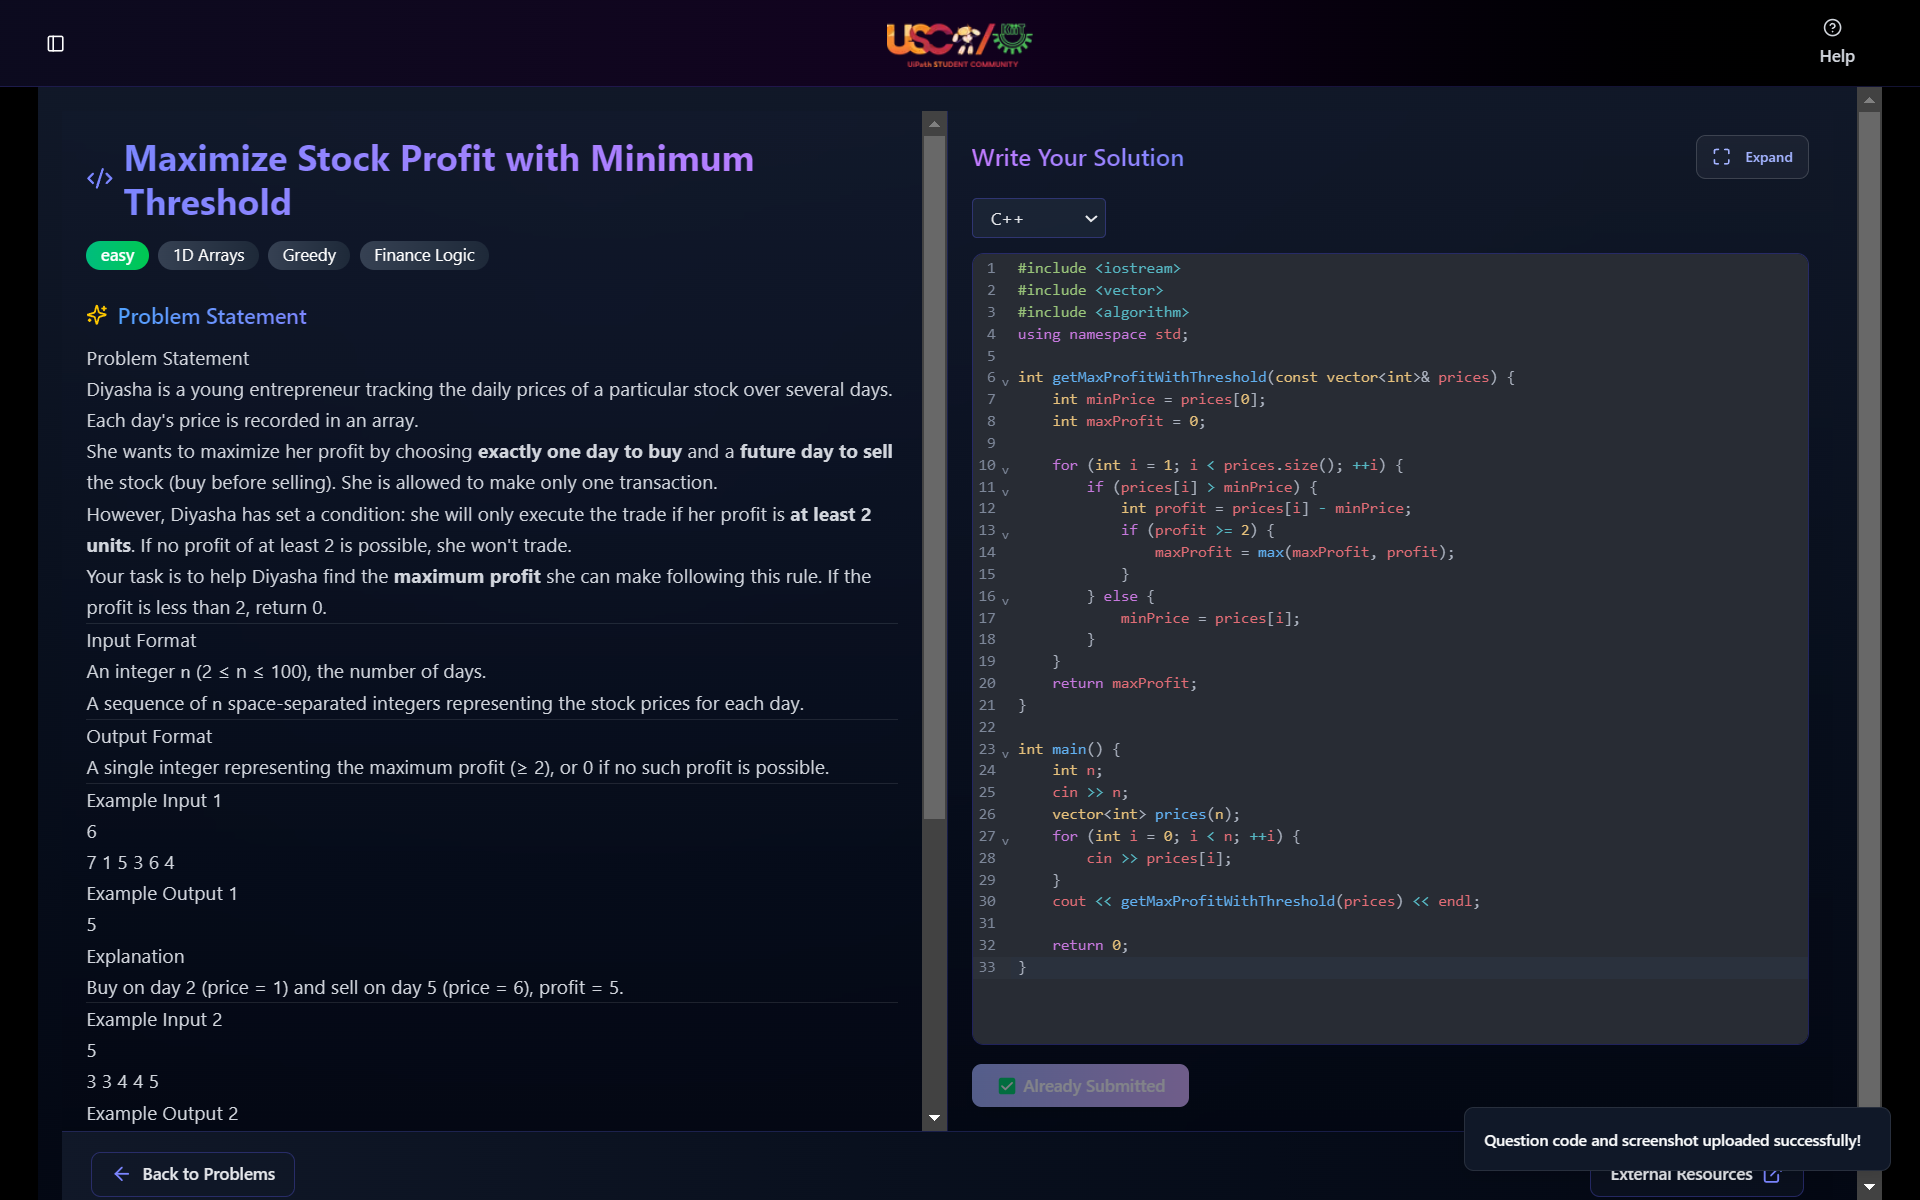 USC/
UiPath STUDENT COMMUNITY
Help
Maximize Stock Profit with Minimum
Threshold
easy
1D Arrays
Greedy
Finance Logic
Problem Statement
Problem Statement
Diyasha is a young entrepreneur tracking the daily prices of a particular stock over several days.
Each day's price is recorded in an array.
She wants to maximize her profit by choosing exactly one day to buy and a future day to sell
the stock (buy before selling). She is allowed to make only one transaction.
However, Diyasha has set a condition: she will only execute the trade if her profit is at least 2
units. If no profit of at least 2 is possible, she won't trade.
Your task is to help Diyasha find the maximum profit she can make following this rule. If the
profit is less than 2, return 0.
Input Format
An integer n (2 ≤ n ≤ 100), the number of days.
A sequence of n space-separated integers representing the stock prices for each day.
Output Format
A single integer representing the maximum profit (≥ 2), or 0 if no such profit is possible.
Example Input 1
6
7 1 5 3 6 4
Example Output 1
5
Explanation
Buy on day 2 (price = 1) and sell on day 5 (price = 6), profit = 5.
Example Input 2
5
3 3 4 4 5
Example Output 2
Back to Problems
Write Your Solution
Expand
C++
1 #include <iostream>
2 #include <vector>
3 #include <algorithm>
4 using namespace std;
5
6 int getMaxProfitWithThreshold(const vector<int>& prices) {
7     int minPrice = prices[0];
8     int maxProfit = 0;
9
10     for (int i = 1; i < prices.size(); ++i) {
11         if (prices[i] > minPrice) {
12             int profit = prices[i] - minPrice;
13             if (profit >= 2) {
14                 maxProfit = max(maxProfit, profit);
15             }
16         } else {
17             minPrice = prices[i];
18         }
19     }
20     return maxProfit;
21 }
22
23 int main() {
24     int n;
25     cin >> n;
26     vector<int> prices(n);
27     for (int i = 0; i < n; ++i) {
28         cin >> prices[i];
29     }
30     cout << getMaxProfitWithThreshold(prices) << endl;
31
32     return 0;
33 }
Already Submitted
Question code and screenshot uploaded successfully!
External Resources